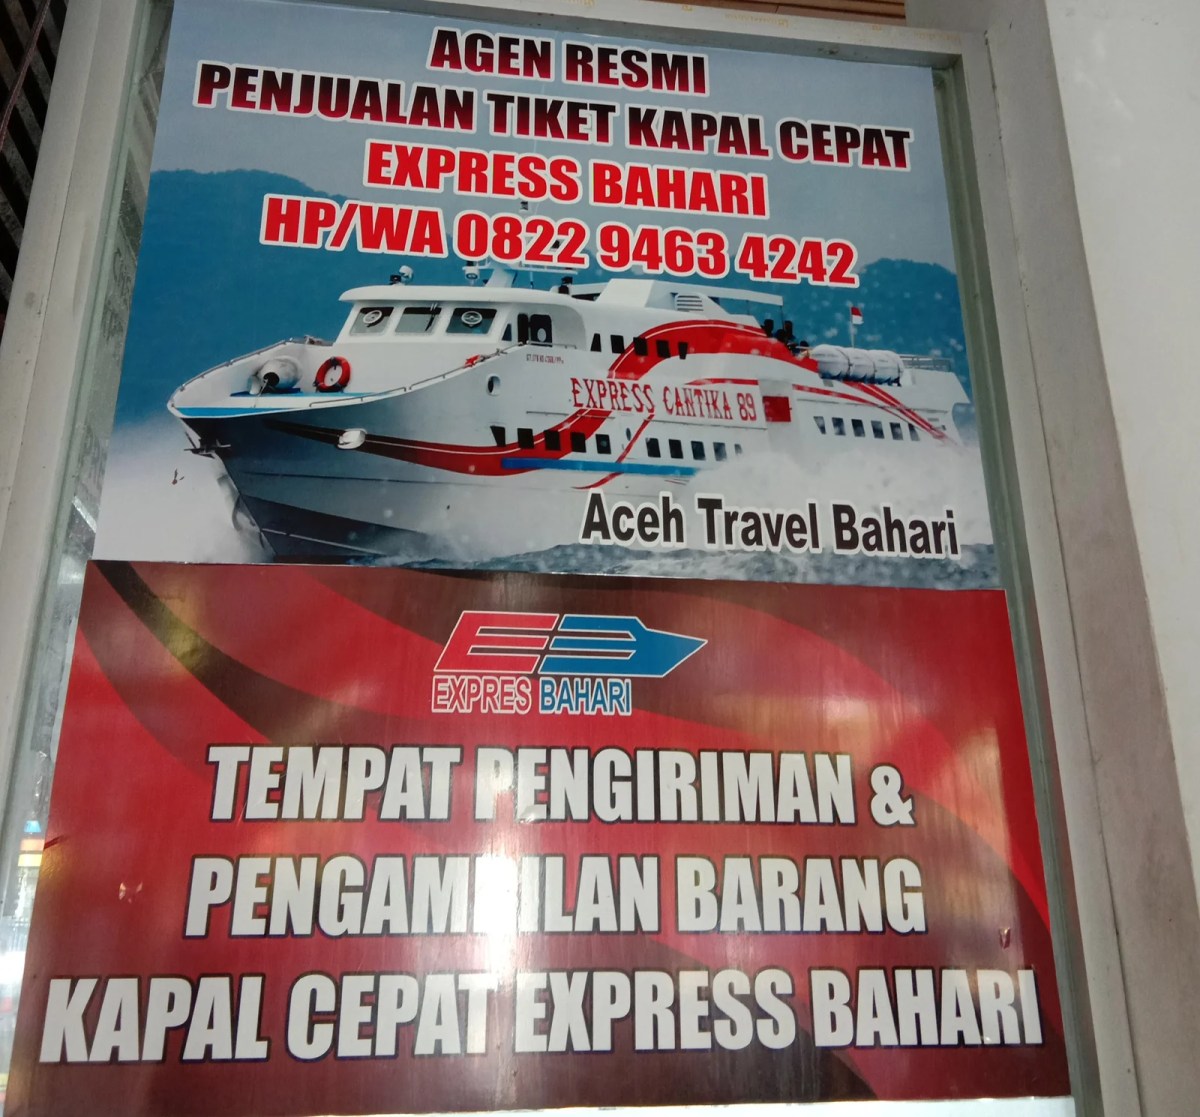 AGEN RESMI
PENJUALAN TIKET KAPAL CEPAT
EXPRESS BAHARI
HP/WA 0822 9463 4242
EXPRESS CANTIKA 89
Aceh Travel Bahari
EXPRES BAHARI
TEMPAT PENGIRIMAN &
PENGAMBILAN BARANG
KAPAL CEPAT EXPRESS BAHARI